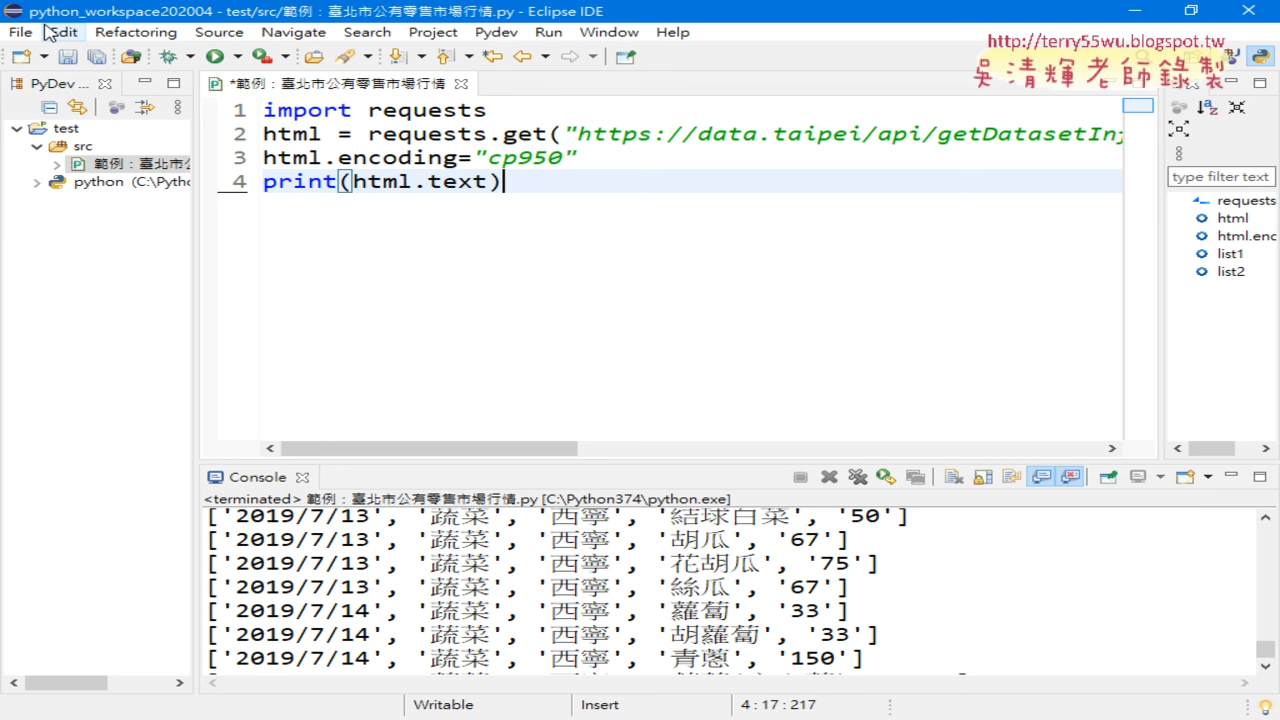 python_workspace202004 - test/src/範例：臺北市公有零售市場行情.py - Eclipse IDE
File Edit Refactoring Source Navigate Search Project Pydev Run Window Help
http://terry55wu.blogspot.tw
吳清輝老師錄製
PyDev ...
*範例：臺北市公有零售市場行情
test
src
範例：臺北市公
python (C:\Pytho
1 import requests
2 html = requests.get("https://data.taipei/api/getDatasetInf
3 html.encoding="cp950"
4 print(html.text)
type filter text
requests
html
html.enc
list1
list2
Console
<terminated> 範例：臺北市公有零售市場行情.py [C:\Python374\python.exe]
['2019/7/13', '蔬菜', '西寧', '結球白菜', '50']
['2019/7/13', '蔬菜', '西寧', '胡瓜', '67']
['2019/7/13', '蔬菜', '西寧', '花胡瓜', '75']
['2019/7/13', '蔬菜', '西寧', '絲瓜', '67']
['2019/7/14', '蔬菜', '西寧', '蘿蔔', '33']
['2019/7/14', '蔬菜', '西寧', '胡蘿蔔', '33']
['2019/7/14', '蔬菜', '西寧', '青蔥', '150']
Writable Insert 4 : 17 : 217